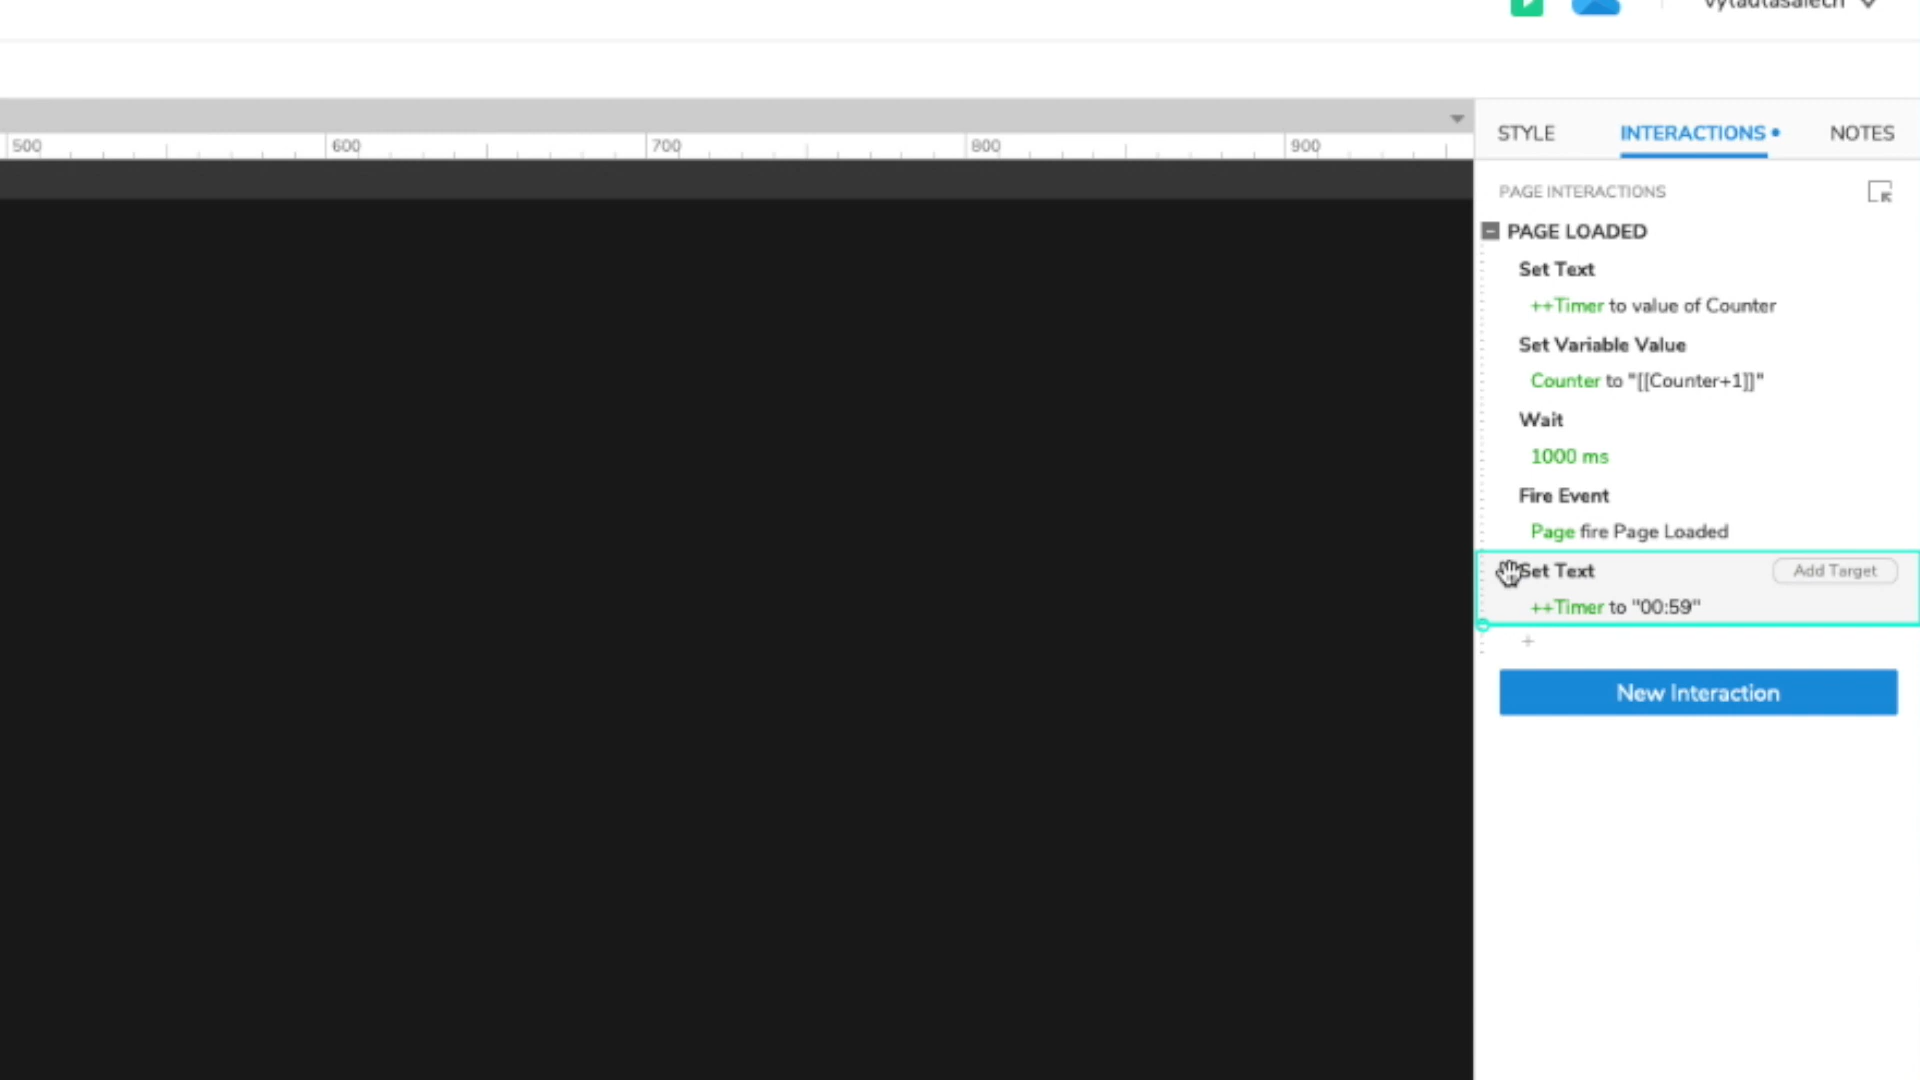 500 600 700 800 900
STYLE INTERACTIONS NOTES
PAGE INTERACTIONS
PAGE LOADED
Set Text
++Timer to value of Counter
Set Variable Value
Counter to "[[Counter+1]]"
Wait
1000 ms
Fire Event
Page fire Page Loaded
Set Text Add Target
++Timer to "00:59"
+
New Interaction